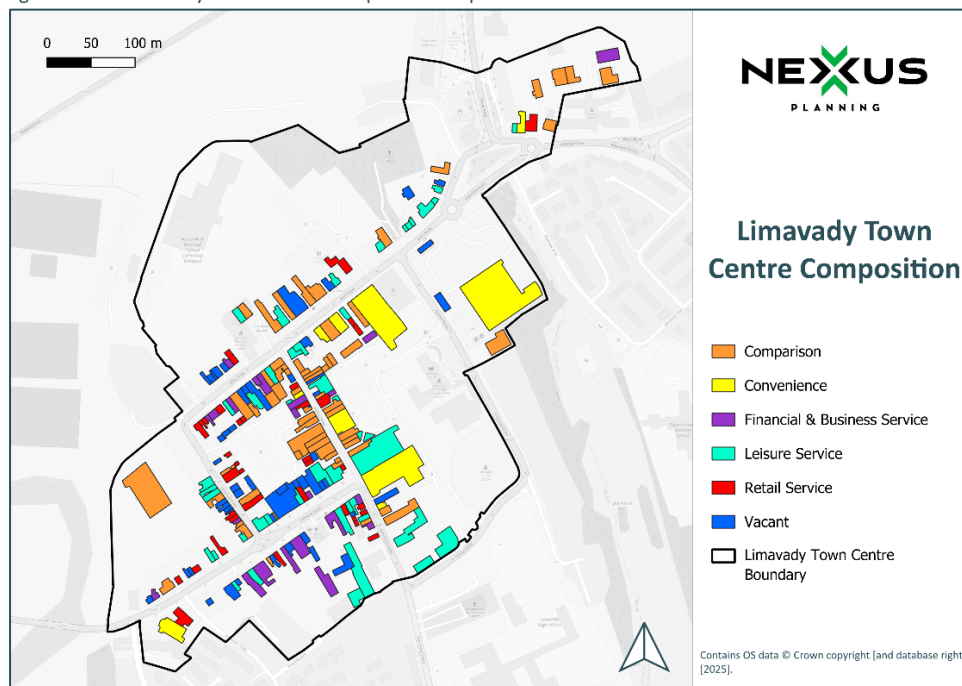 0 50 100 m
NEXUS
PLANNING
Limavady Town
Centre Composition
Comparison
Convenience
Financial & Business Service
Leisure Service
Retail Service
Vacant
Limavady Town Centre
Boundary
Contains OS data © Crown copyright [and database right]
[2025].